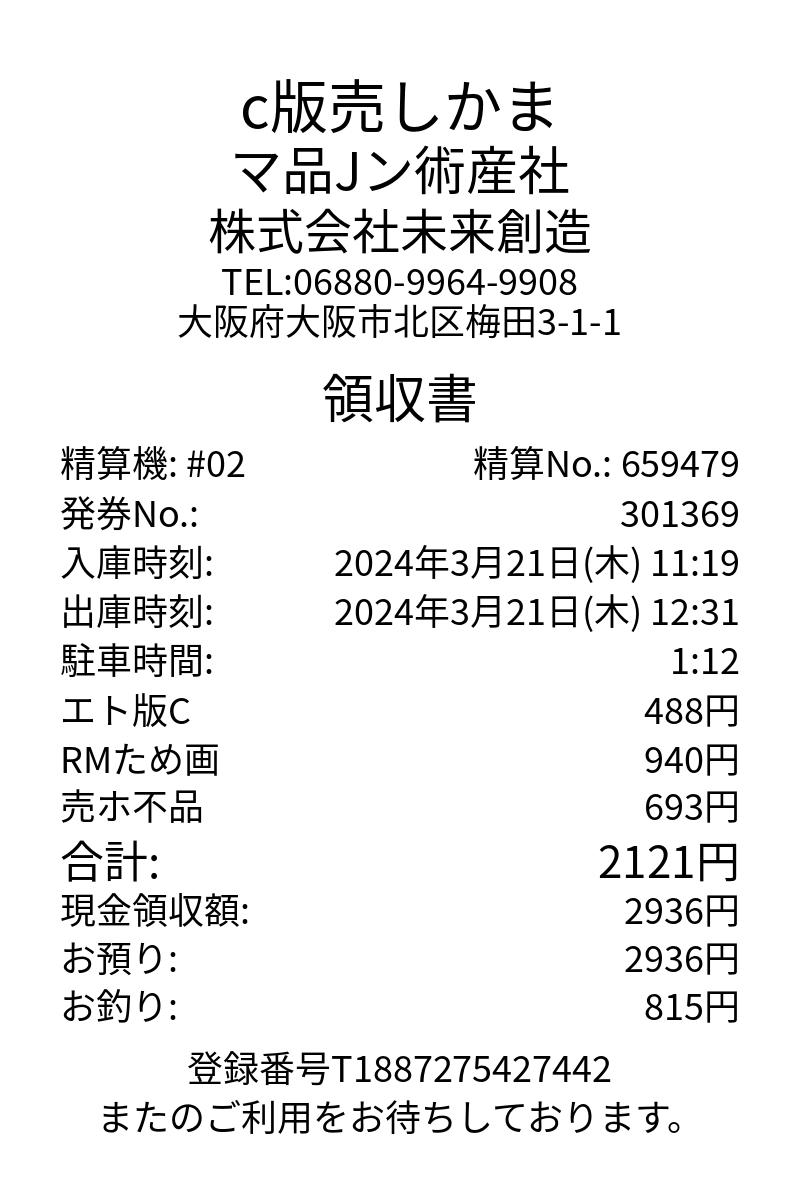 c版売しかま
マ品Jン術産社
株式会社未来創造
TEL:06880-9964-9908
大阪府大阪市北区梅田3-1-1
領収書
精算機: #02 精算No.: 659479
発券No.: 301369
入庫時刻: 2024年3月21日(木) 11:19
出庫時刻: 2024年3月21日(木) 12:31
駐車時間: 1:12
エト版C 488円
RMため画 940円
売ホ不品 693円
合計: 2121円
現金領収額: 2936円
お預り: 2936円
お釣り: 815円
登録番号T1887275427442
またのご利用をお待ちしております。